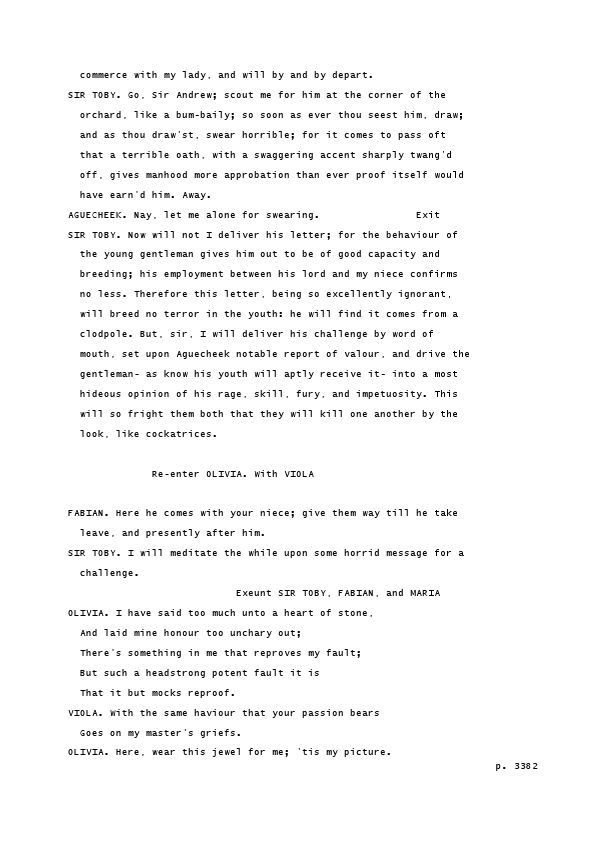 commerce with my lady, and will by and by depart.
SIR TOBY. Go, Sir Andrew; scout me for him at the corner of the
orchard, like a bum-baily; so soon as ever thou seest him, draw;
and as thou draw'st, swear horrible; for it comes to pass oft
that a terrible oath, with a swaggering accent sharply twang'd
off, gives manhood more approbation than ever proof itself would
have earn'd him. Away.
AGUECHEEK. Nay, let me alone for swearing. Exit
SIR TOBY. Now will not I deliver his letter; for the behaviour of
the young gentleman gives him out to be of good capacity and
breeding; his employment between his lord and my niece confirms
no less. Therefore this letter, being so excellently ignorant,
will breed no terror in the youth: he will find it comes from a
clodpole. But, sir, I will deliver his challenge by word of
mouth, set upon Aguecheek notable report of valour, and drive the
gentleman- as know his youth will aptly receive it- into a most
hideous opinion of his rage, skill, fury, and impetuosity. This
will so fright them both that they will kill one another by the
look, like cockatrices.
Re-enter OLIVIA. With VIOLA
FABIAN. Here he comes with your niece; give them way till he take
leave, and presently after him.
SIR TOBY. I will meditate the while upon some horrid message for a
challenge.
Exeunt SIR TOBY, FABIAN, and MARIA
OLIVIA. I have said too much unto a heart of stone,
And laid mine honour too unchary out;
There's something in me that reproves my fault;
But such a headstrong potent fault it is
That it but mocks reproof.
VIOLA. With the same haviour that your passion bears
Goes on my master's griefs.
OLIVIA. Here, wear this jewel for me; 'tis my picture.
p. 3382